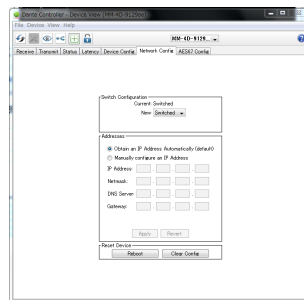 Dante Controller - Device View (MM-4D-9129be)
File Device View Help
MM-4D-9129...
Receive Transmit Status Latency Device Config Network Config AES67 Config
Switch Configuration
Current: Switched
New: Switched
Addresses
Obtain an IP Address Automatically (default)
Manually configure an IP Address
IP Address:
Netmask:
DNS Server:
Gateway:
Apply Revert
Reset Device
Reboot Clear Config